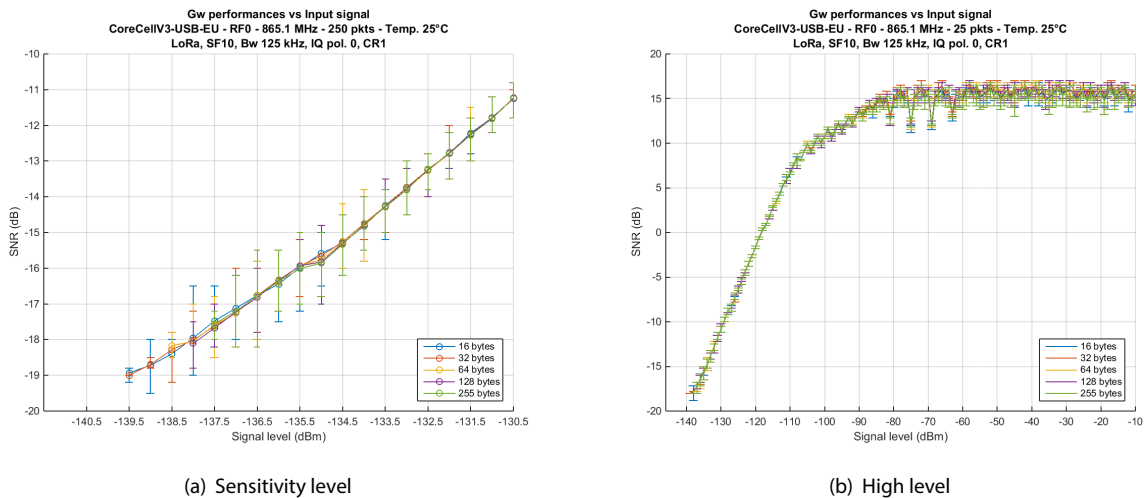 Gw performances vs Input signal
CoreCellV3-USB-EU - RF0 - 865.1 MHz - 250 pkts - Temp. 25°C
LoRa, SF10, Bw 125 kHz, IQ pol. 0, CR1
-10
-11
-12
-13
-14
-15
-16
-17
-18
-19
-20
SNR (dB)
16 bytes
32 bytes
64 bytes
128 bytes
255 bytes
-140.5 -139.5 -138.5 -137.5 -136.5 -135.5 -134.5 -133.5 -132.5 -131.5 -130.5
Signal level (dBm)
(a) Sensitivity level
Gw performances vs Input signal
CoreCellV3-USB-EU - RF0 - 865.1 MHz - 25 pkts - Temp. 25°C
LoRa, SF10, Bw 125 kHz, IQ pol. 0, CR1
20
15
10
5
0
-5
-10
-15
-20
SNR (dB)
16 bytes
32 bytes
64 bytes
128 bytes
255 bytes
-140 -130 -120 -110 -100 -90 -80 -70 -60 -50 -40 -30 -20 -10
Signal level (dBm)
(b) High level